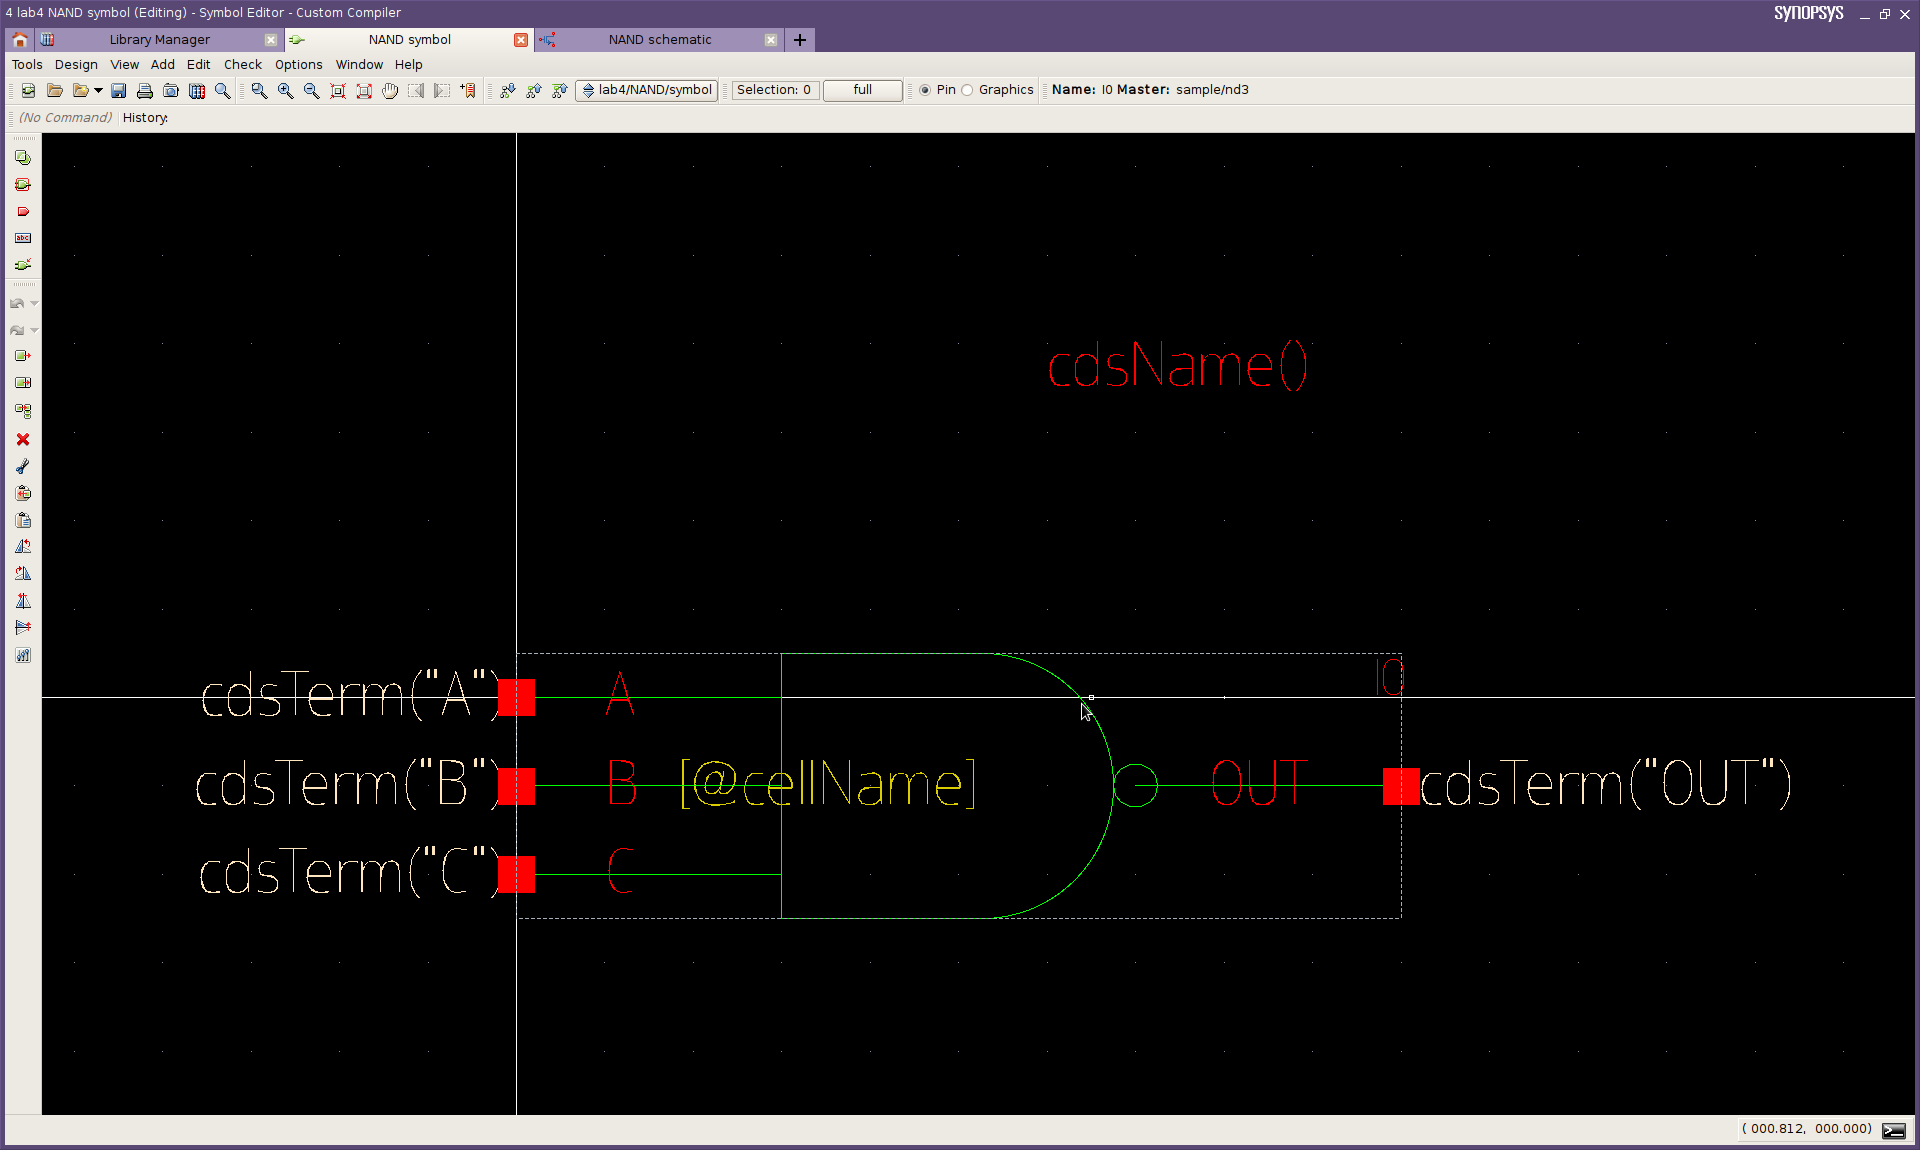 4 lab4 NAND symbol (Editing) - Symbol Editor - Custom Compiler
SYNOPSYS
Library Manager
NAND symbol
NAND schematic
Tools Design View Add Edit Check Options Window Help
lab4/NAND/symbol
Selection: 0
full
Pin
Graphics
Name: I0 Master: sample/nd3
(No Command) History:
abc
cdsName()
I0
cdsTerm("A")
A
cdsTerm("B")
B
[@cellName]
OUT
cdsTerm("OUT")
cdsTerm("C")
C
( 000.812, 000.000)